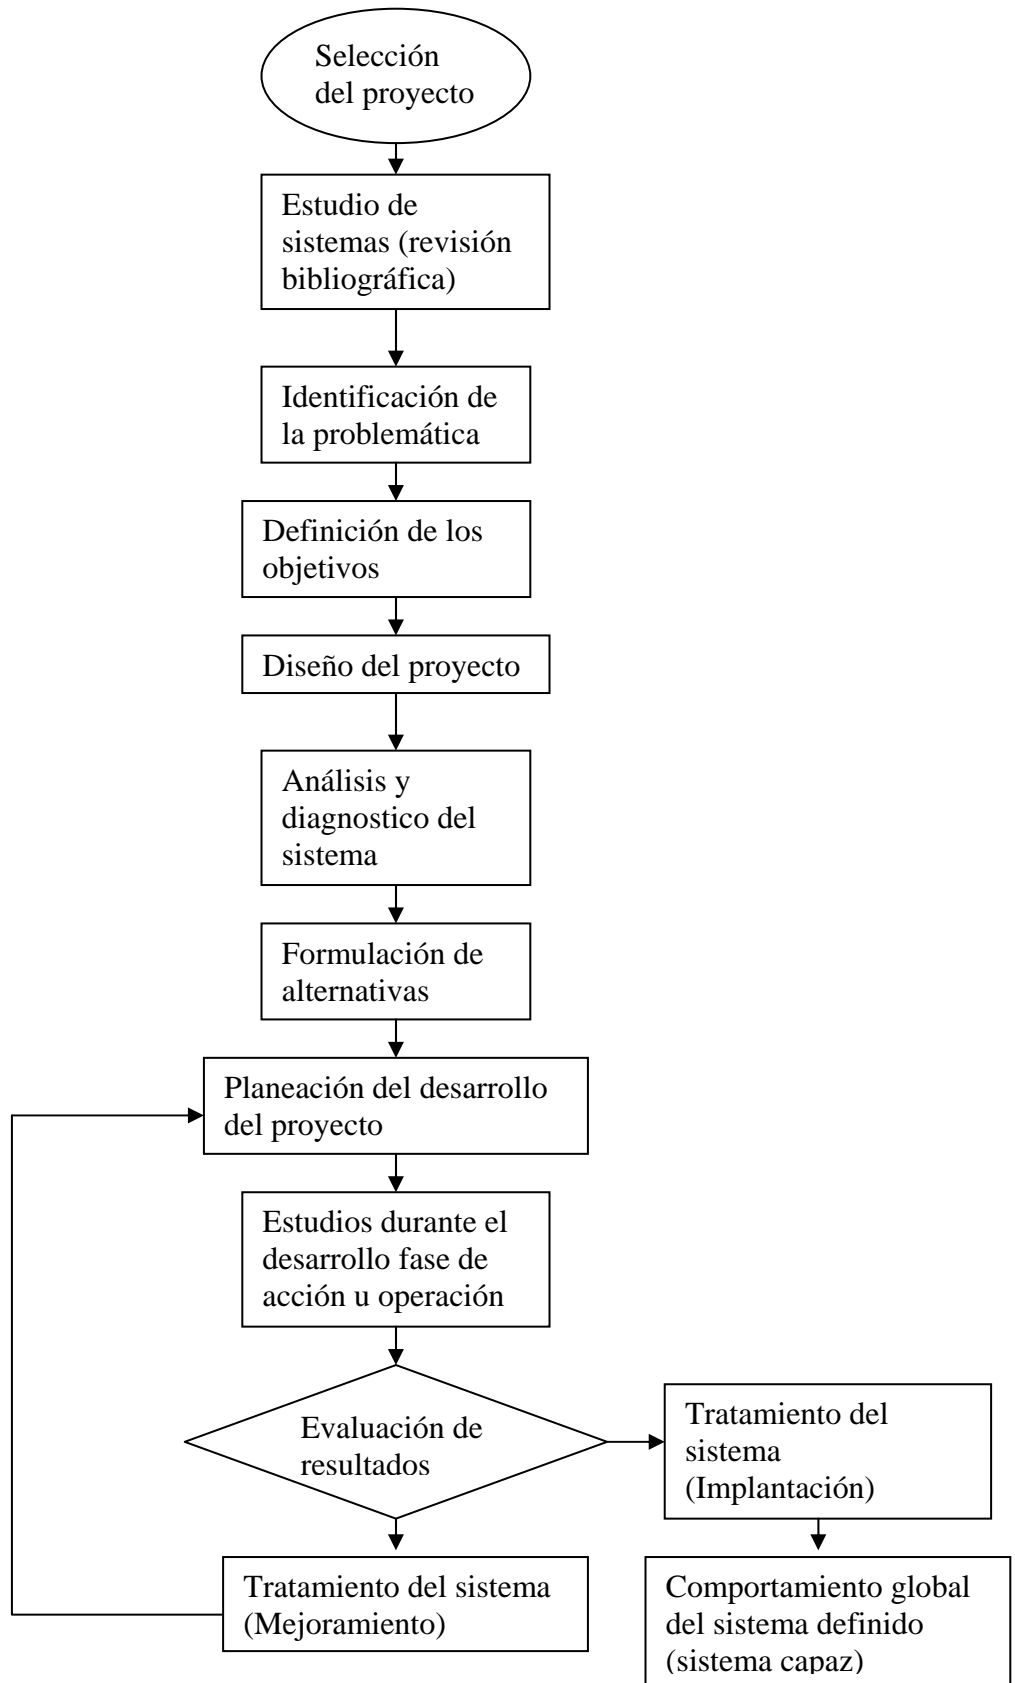 Selección
del proyecto
Estudio de
sistemas (revisión
bibliográfica)
Identificación de
la problemática
Definición de los
objetivos
Diseño del proyecto
Análisis y
diagnostico del
sistema
Formulación de
alternativas
Planeación del desarrollo
del proyecto
Estudios durante el
desarrollo fase de
acción u operación
Evaluación de
resultados
Tratamiento del
sistema
(Implantación)
Tratamiento del sistema
(Mejoramiento)
Comportamiento global
del sistema definido
(sistema capaz)